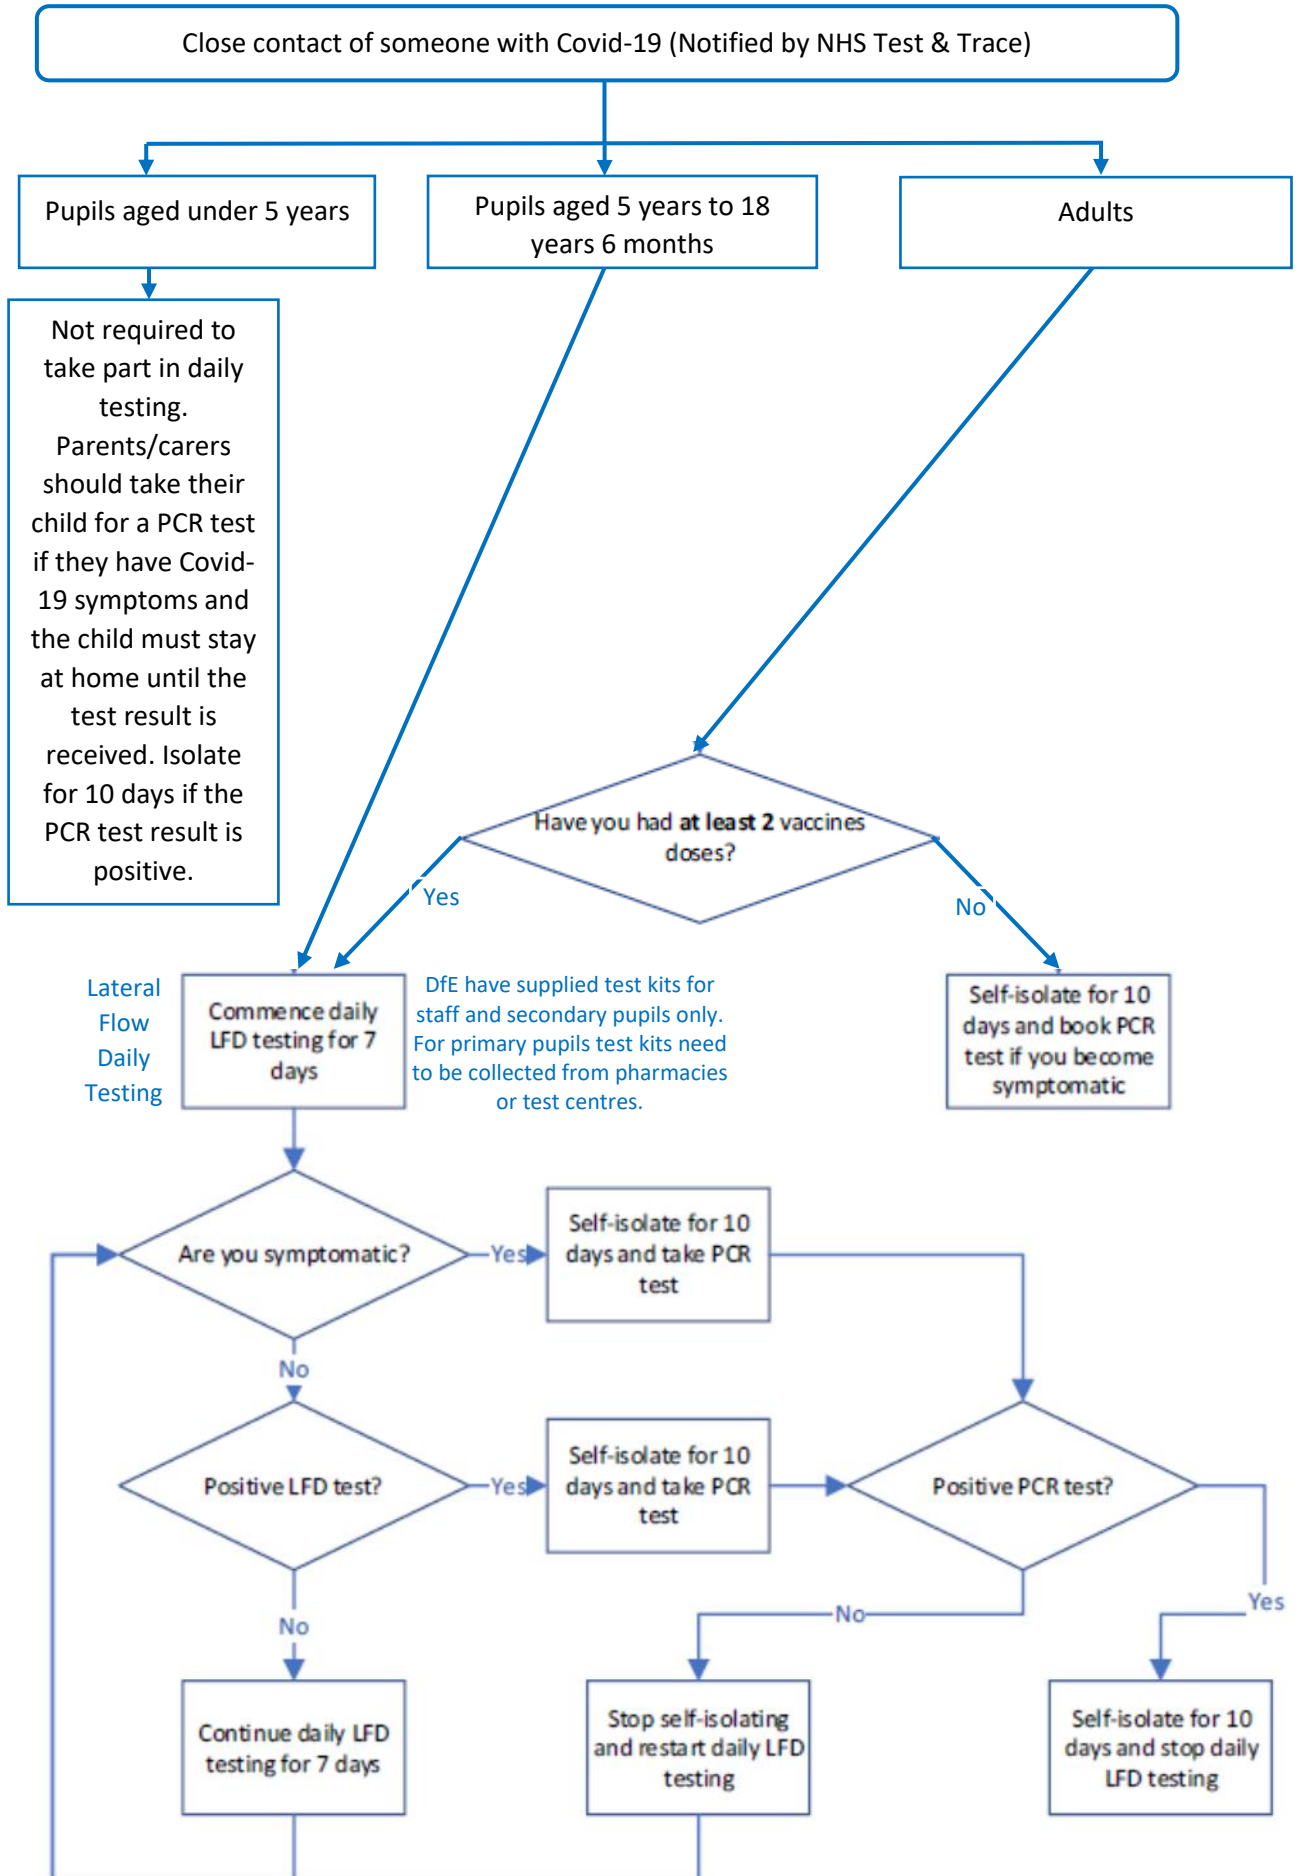 Close contact of someone with Covid-19 (Notified by NHS Test & Trace)
Pupils aged under 5 years
Pupils aged 5 years to 18
years 6 months
Adults
Not required to
take part in daily
testing.
Parents/carers
should take their
child for a PCR test
if they have Covid-
19 symptoms and
the child must stay
at home until the
test result is
received. Isolate
for 10 days if the
PCR test result is
positive.
Have you had at least 2 vaccines
doses?
Yes
No
Lateral
Flow
Daily
Testing
Commence daily
LFD testing for 7
days
DfE have supplied test kits for
staff and secondary pupils only.
For primary pupils test kits need
to be collected from pharmacies
or test centres.
Self-isolate for 10
days and book PCR
test if you become
symptomatic
Are you symptomatic?
Yes
Self-isolate for 10
days and take PCR
test
No
Positive LFD test?
Yes
Self-isolate for 10
days and take PCR
test
Positive PCR test?
No
No
Yes
Continue daily LFD
testing for 7 days
Stop self-isolating
and restart daily LFD
testing
Self-isolate for 10
days and stop daily
LFD testing